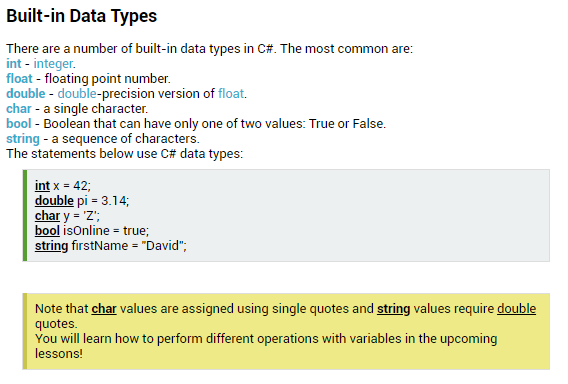 Built-in Data Types
There are a number of built-in data types in C#. The most common are:
int - integer.
float - floating point number.
double - double-precision version of float.
char - a single character.
bool - Boolean that can have only one of two values: True or False.
string - a sequence of characters.
The statements below use C# data types:
int x = 42;
double pi = 3.14;
char y = 'Z';
bool isOnline = true;
string firstName = "David";
Note that char values are assigned using single quotes and string values require double
quotes.
You will learn how to perform different operations with variables in the upcoming
lessons!